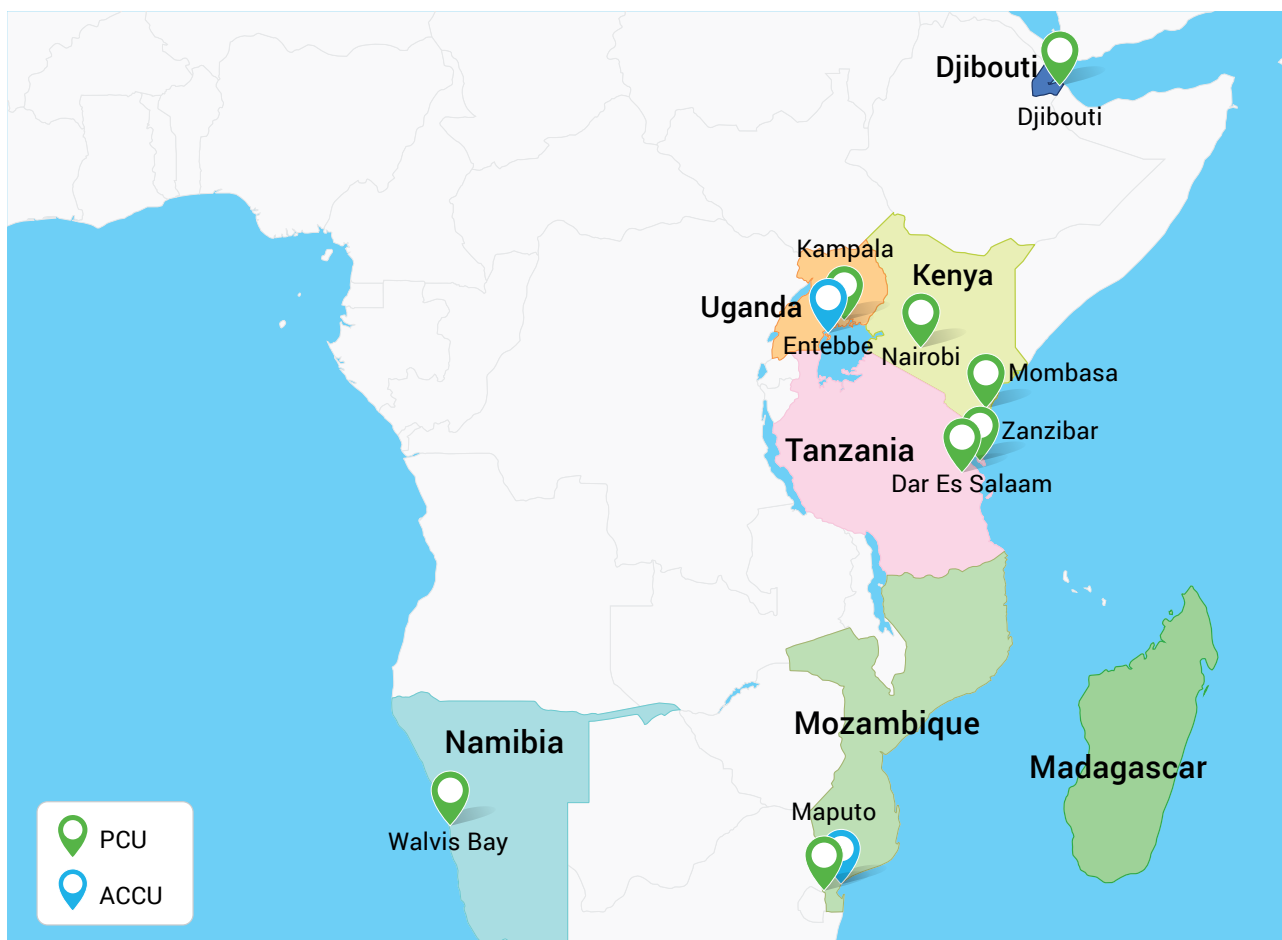 Djibouti
Djibouti
Kampala
Kenya
Uganda
Entebbe
Nairobi
Mombasa
Zanzibar
Tanzania
Dar Es Salaam
Mozambique
Namibia
Madagascar
Maputo
Walvis Bay
PCU
ACCU